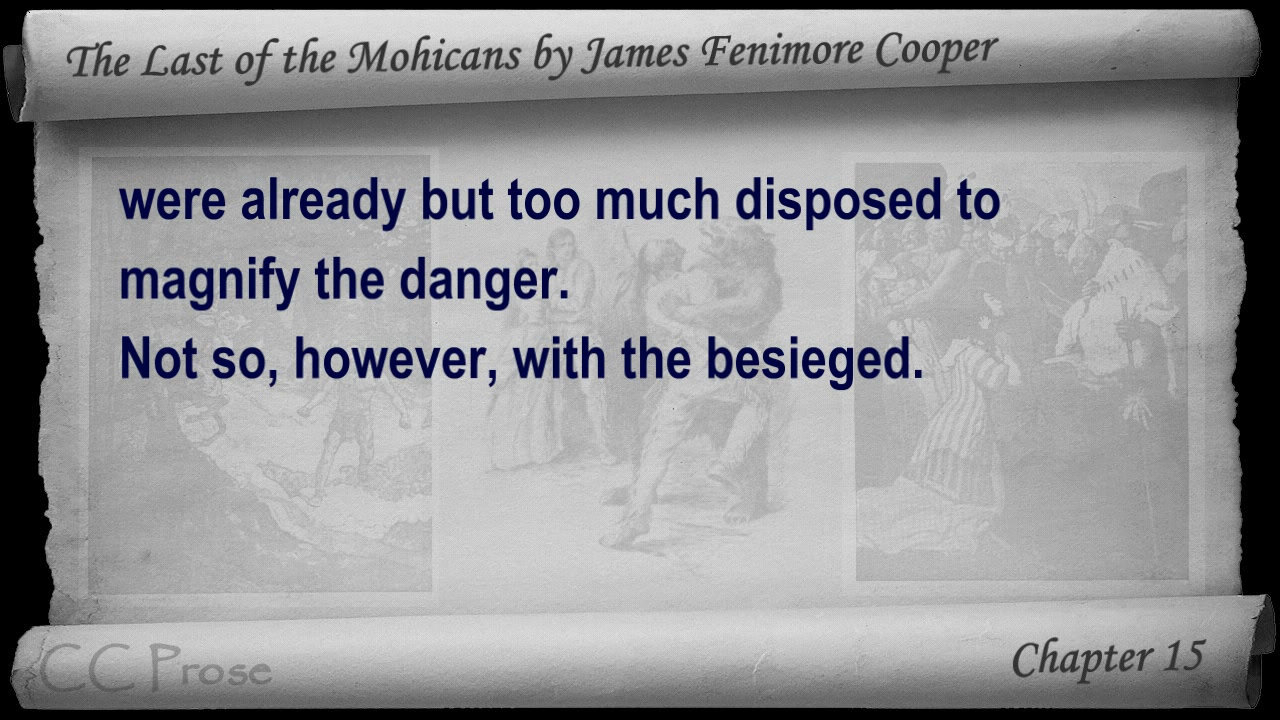 The Last of the Mohicans by James Fenimore Cooper
were already but too much disposed to
magnify the danger.
Not so, however, with the besieged.
CC Prose
Chapter 15